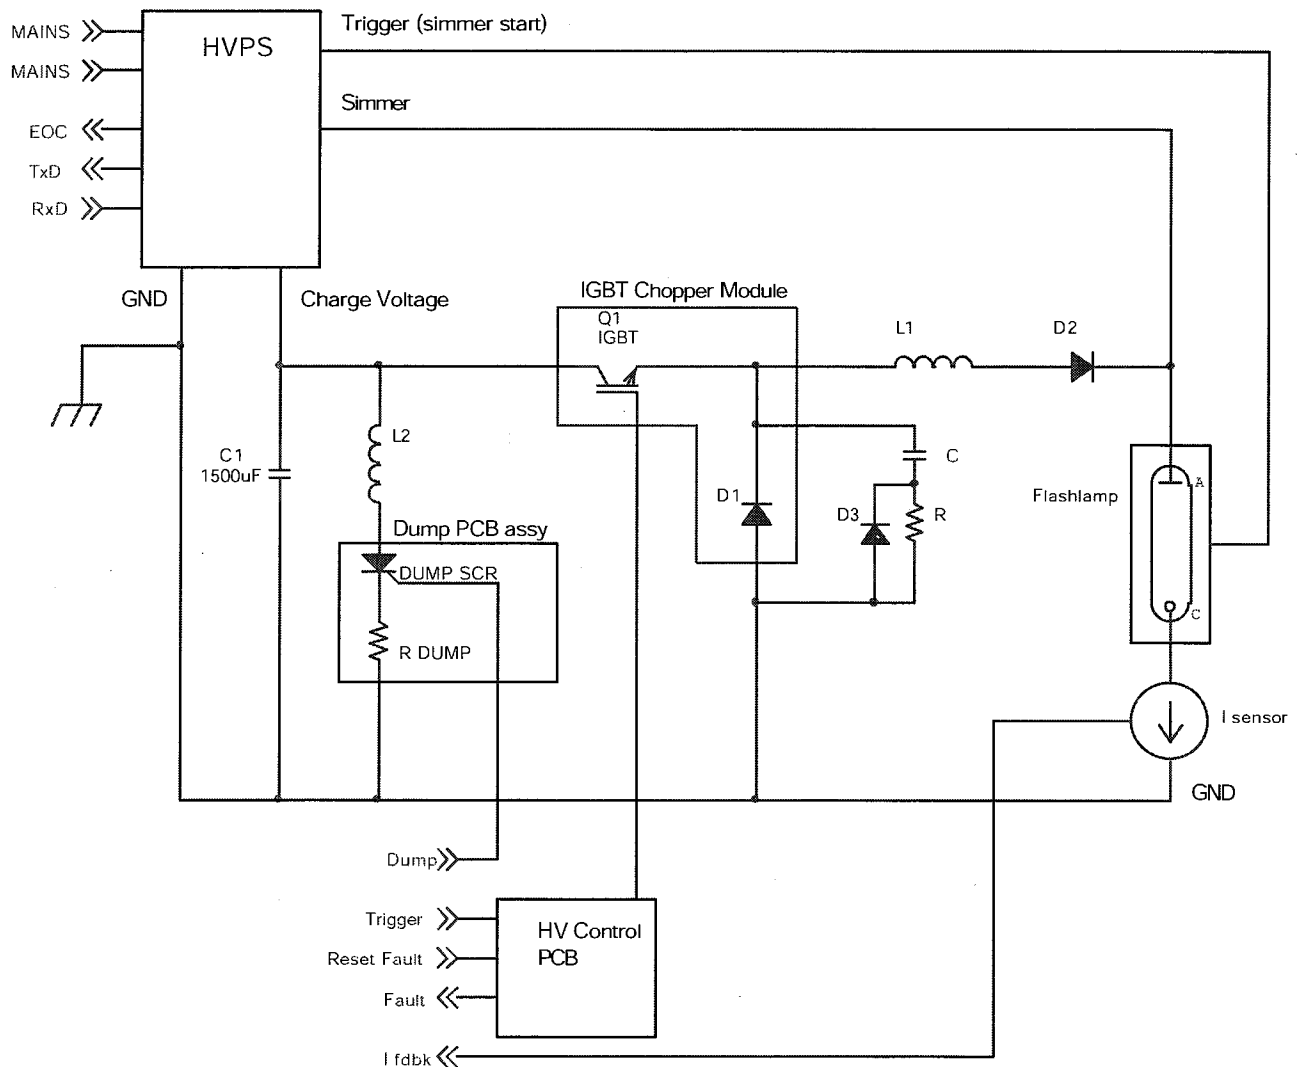 Trigger (simmer start)
MAINS
HVPS
MAINS
Simmer
EOC
TxD
RxD
GND
Charge Voltage
IGBT Chopper Module
Q1
IGBT
L1
D2
L2
C1
1500uF
C
D1
D3
R
Flashlamp
A
C
Dump PCB assy
DUMP SCR
R DUMP
I sensor
GND
Dump
Trigger
HV Control
PCB
Reset Fault
Fault
I fdbk